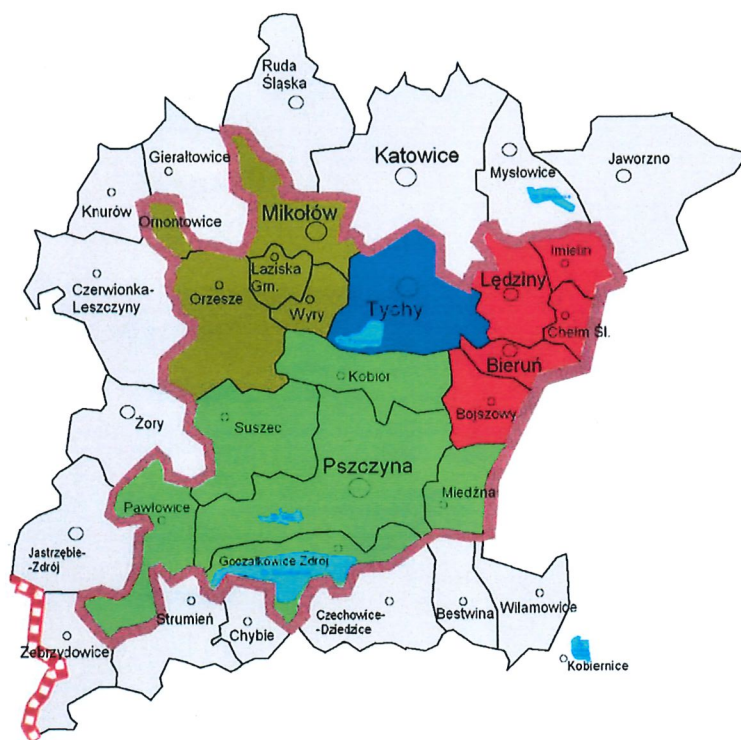 Ruda
Śląska
Gierałtowice
Katowice
Mysłowice
Jaworzno
Knurów
Ornontowice
Mikołów
Imielin
Łaziska
Grn.
Lędziny
Czerwionka-
Leszczyny
Orzesze
Wyry
Tychy
Chełm Śl.
Bieruń
Kobiór
Bojszowy
Żory
Suszec
Pszczyna
Miedźna
Pawłowice
Jastrzębie-
-Zdrój
Goczałkowice Zdrój
Strumień
Czechowice-
-Dziedzice
Bestwina
Wilamowice
Chybie
Zebrzydowice
Kobiernice